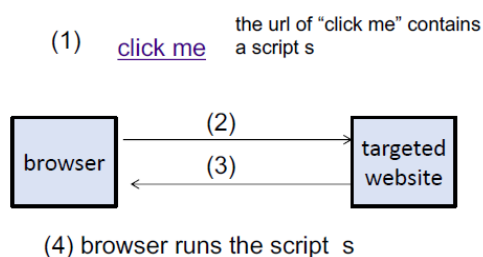 (1) click me the url of “click me” contains
a script s
(2)
browser
(3)
targeted
website
(4) browser runs the script s